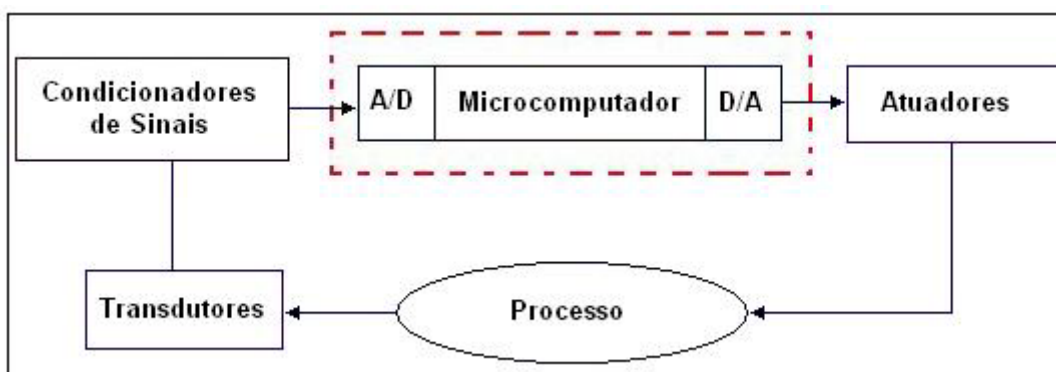 Condicionadores
de Sinais
A/D
Microcomputador
D/A
Atuadores
Transdutores
Processo